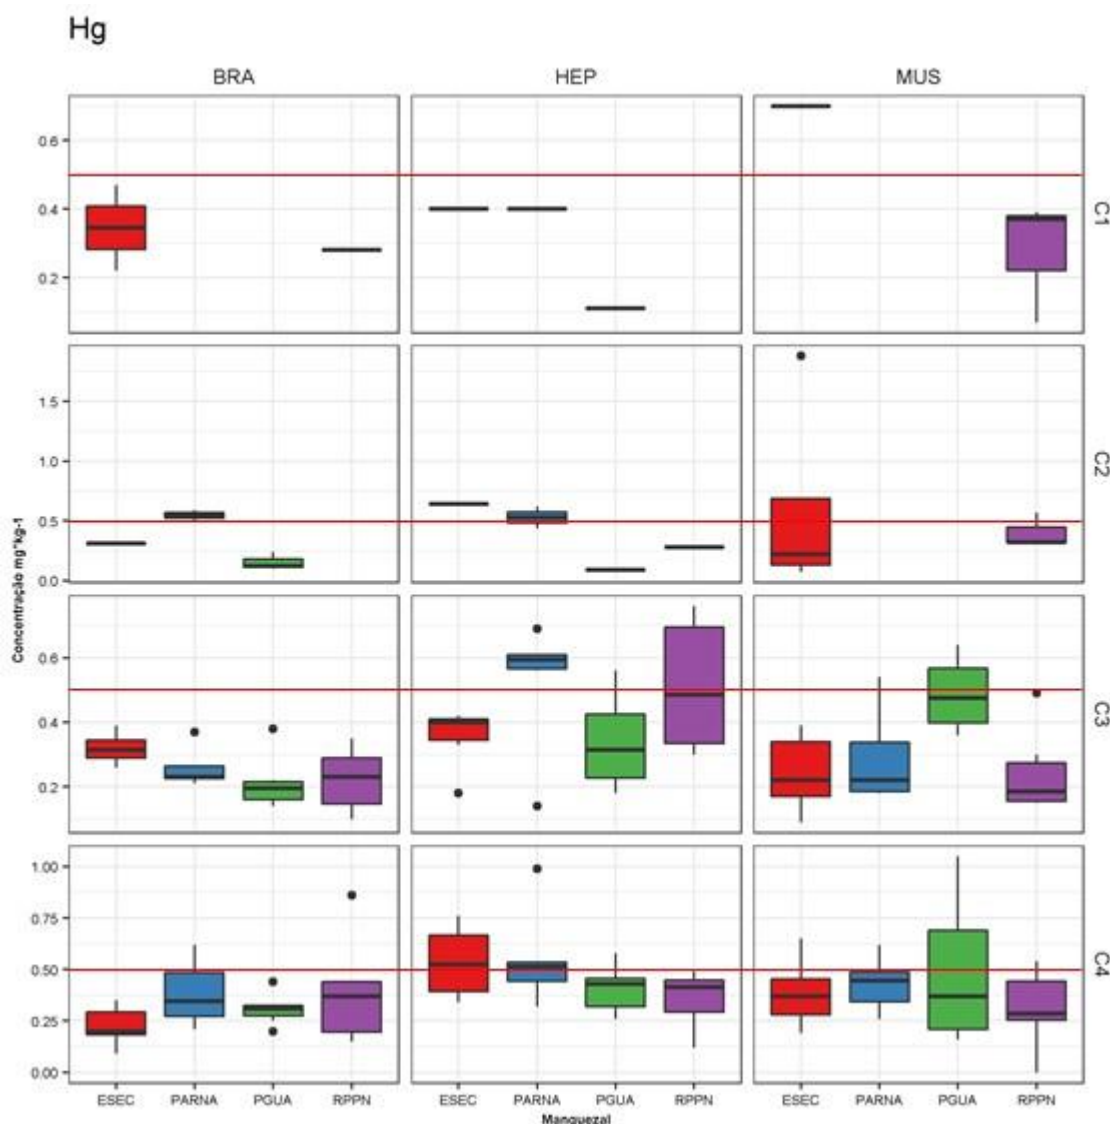 Hg
BRA HEP MUS
0.6
0.4
0.2
C1
1.5
1.0
0.5
0.0
C2
Concentração mg*kg-1
0.6
0.4
0.2
C3
1.00
0.75
0.50
0.25
0.00
C4
ESEC PARNA PGUA RPPN ESEC PARNA PGUA RPPN ESEC PARNA PGUA RPPN
Manguezal